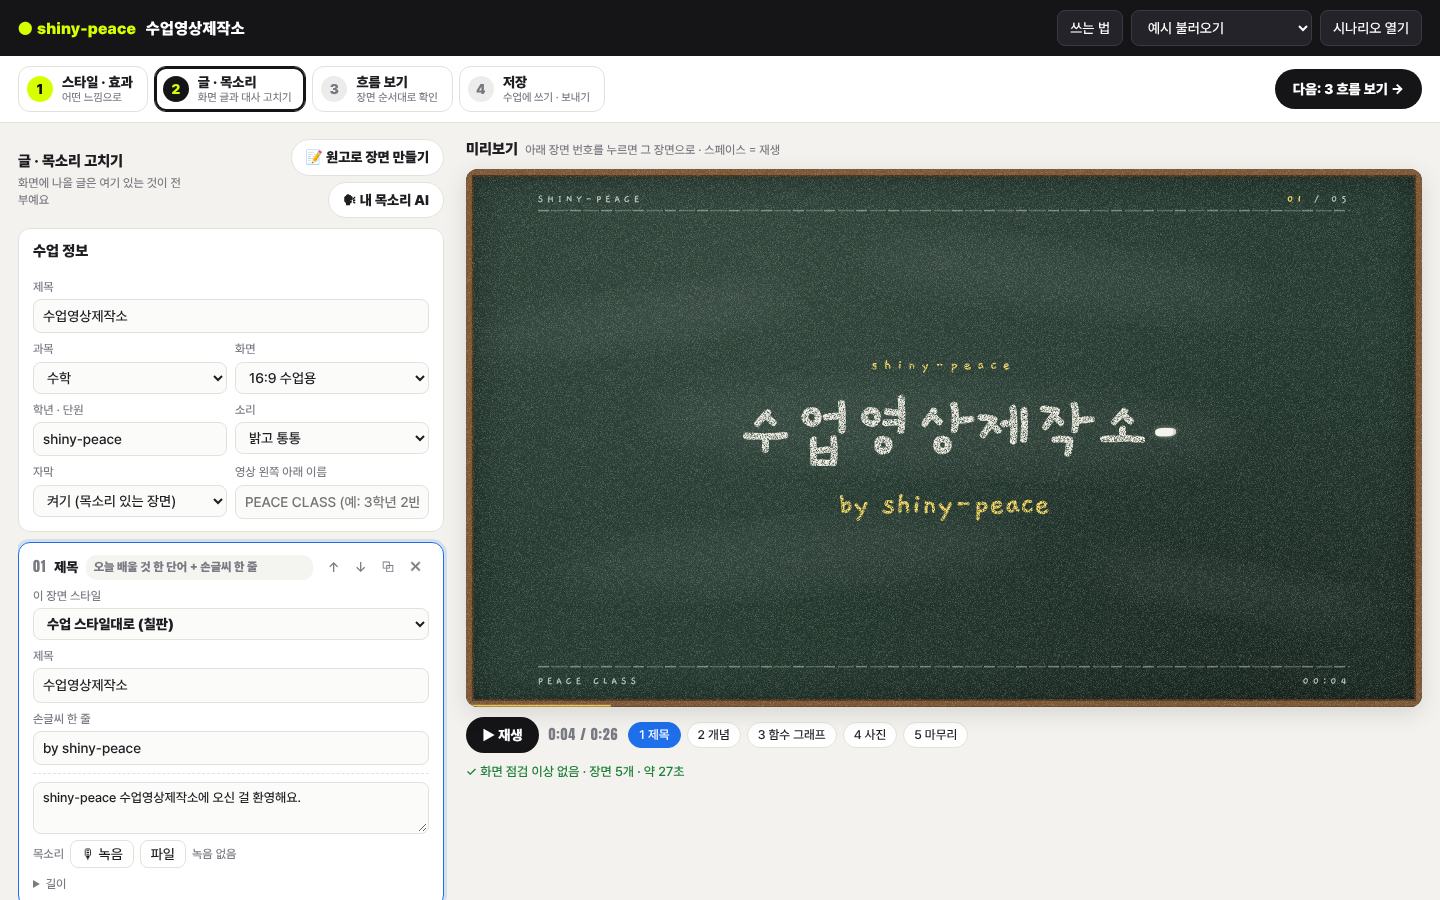 shiny-peace 수업영상제작소
쓰는 법 예시 불러오기 시나리오 열기
1 스타일 · 효과
어떤 느낌으로
2 글 · 목소리
화면 글과 대사 고치기
3 흐름 보기
장면 순서대로 확인
4 저장
수업에 쓰기 · 보내기
다음: 3 흐름 보기 →
글 · 목소리 고치기
화면에 나올 글은 여기 있는 것이 전
부예요
📝 원고로 장면 만들기
🗣 내 목소리 AI
수업 정보
제목
수업영상제작소
과목 화면
수학 16:9 수업용
학년 · 단원 소리
shiny-peace 밝고 통통
자막 영상 왼쪽 아래 이름
켜기 (목소리 있는 장면) PEACE CLASS (예: 3학년 2반
01 제목 오늘 배울 것 한 단어 + 손글씨 한 줄 ↑ ↓ ✕
이 장면 스타일
수업 스타일대로 (칠판)
제목
수업영상제작소
손글씨 한 줄
by shiny-peace
shiny-peace 수업영상제작소에 오신 걸 환영해요.
목소리 🎙 녹음 파일 녹음 없음
▶ 길이
미리보기 아래 장면 번호를 누르면 그 장면으로 · 스페이스 = 재생
SHINY-PEACE 01 / 05
shiny-peace
수업영상제작소
by shiny-peace
PEACE CLASS 00:04
▶ 재생 0:04 / 0:26 1 제목 2 개념 3 함수 그래프 4 사진 5 마무리
✓ 화면 점검 이상 없음 · 장면 5개 · 약 27초